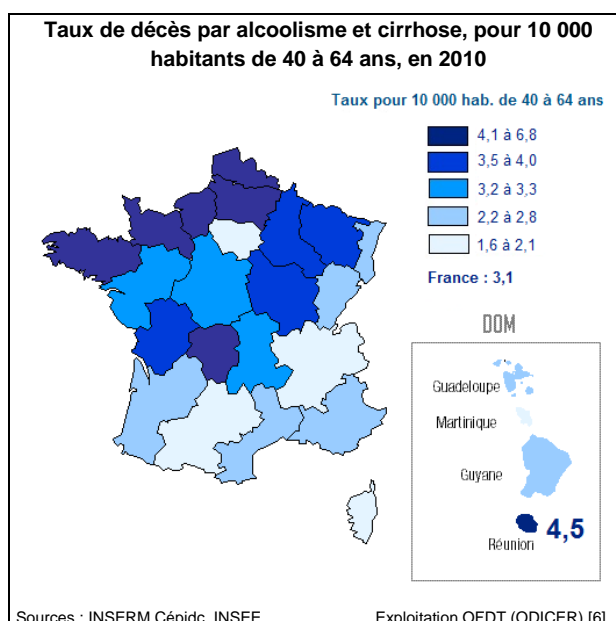 Taux de décès par alcoolisme et cirrhose, pour 10 000
habitants de 40 à 64 ans, en 2010
Taux pour 10 000 hab. de 40 à 64 ans
4,1 à 6,8
3,5 à 4,0
3,2 à 3,3
2,2 à 2,8
1,6 à 2,1
France : 3,1
DOM
Guadeloupe
Martinique
Guyane
4,5
Réunion
Sources : INSERM Cépidc, INSEE Exploitation OFDT (ODICER) [6]